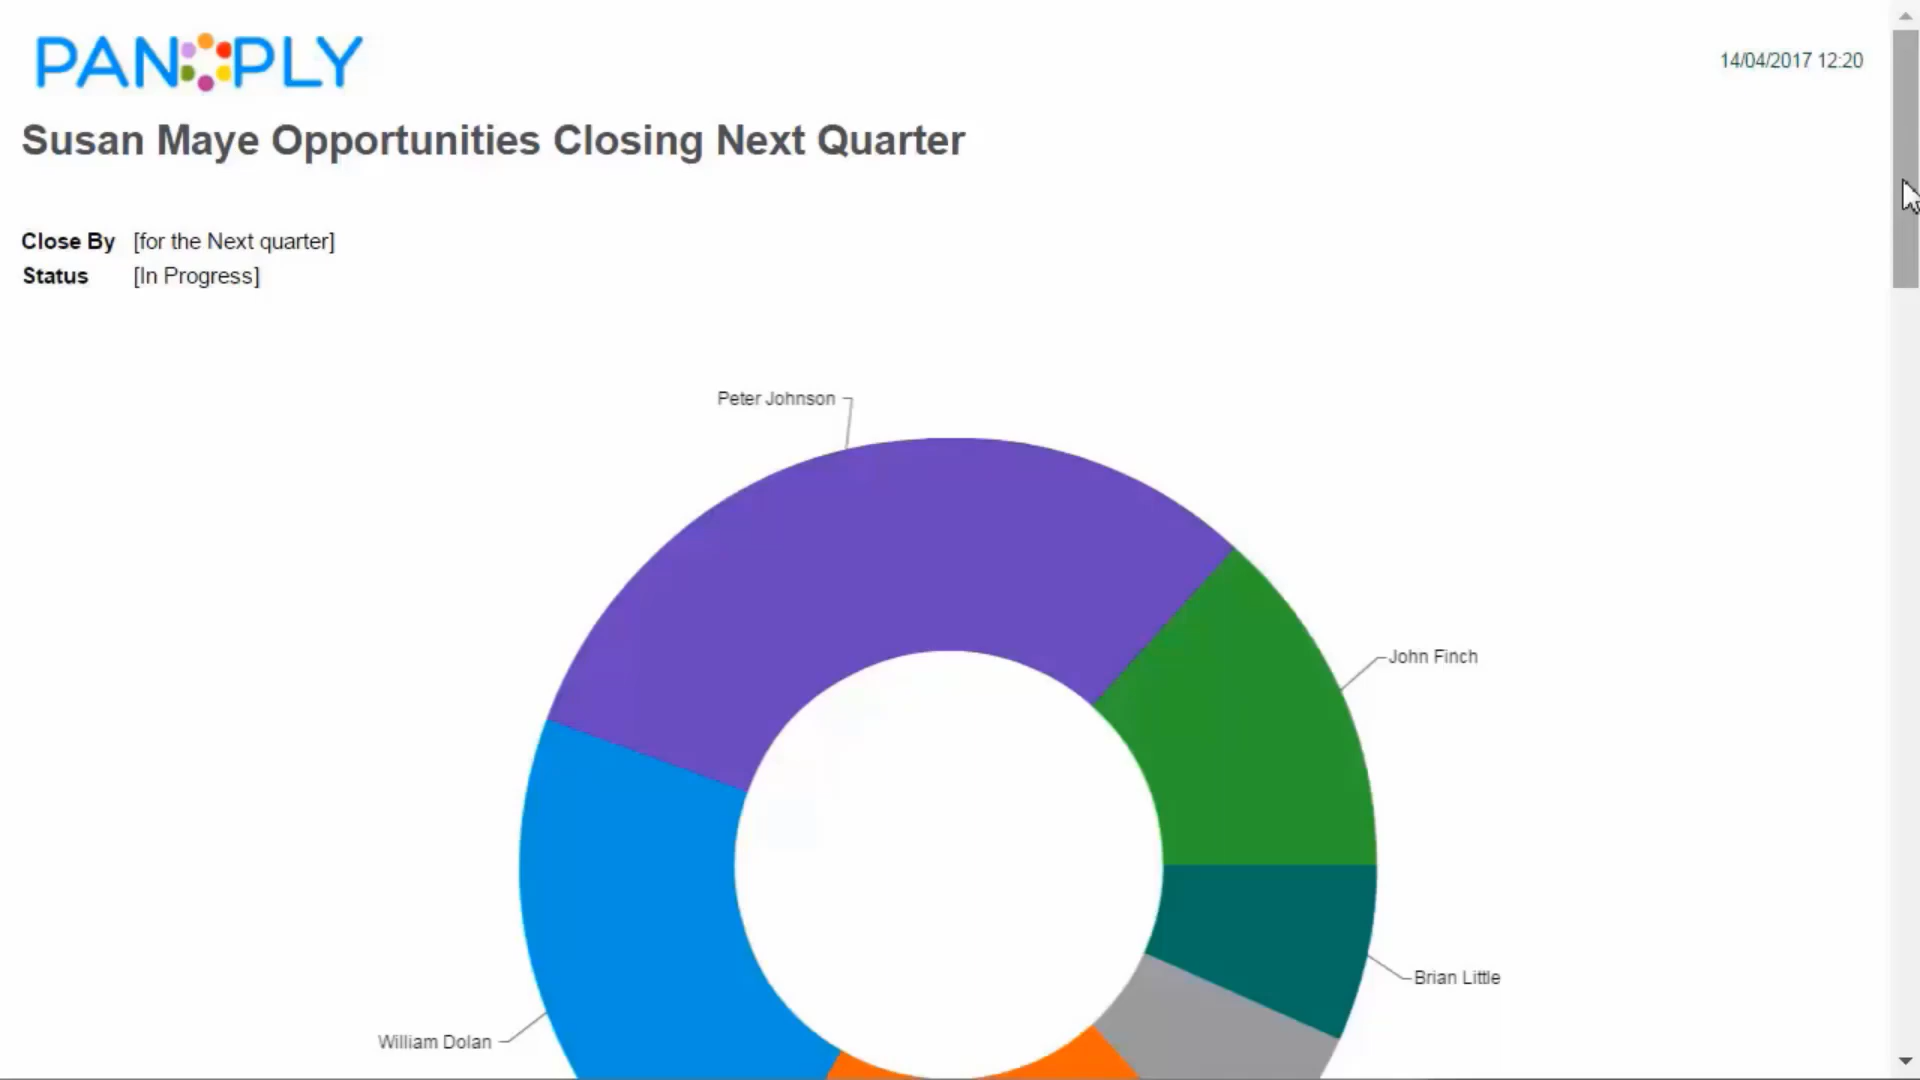 PANOPLY
14/04/2017 12:20
Susan Maye Opportunities Closing Next Quarter
Close By [for the Next quarter]
Status [In Progress]
Peter Johnson
John Finch
Brian Little
William Dolan